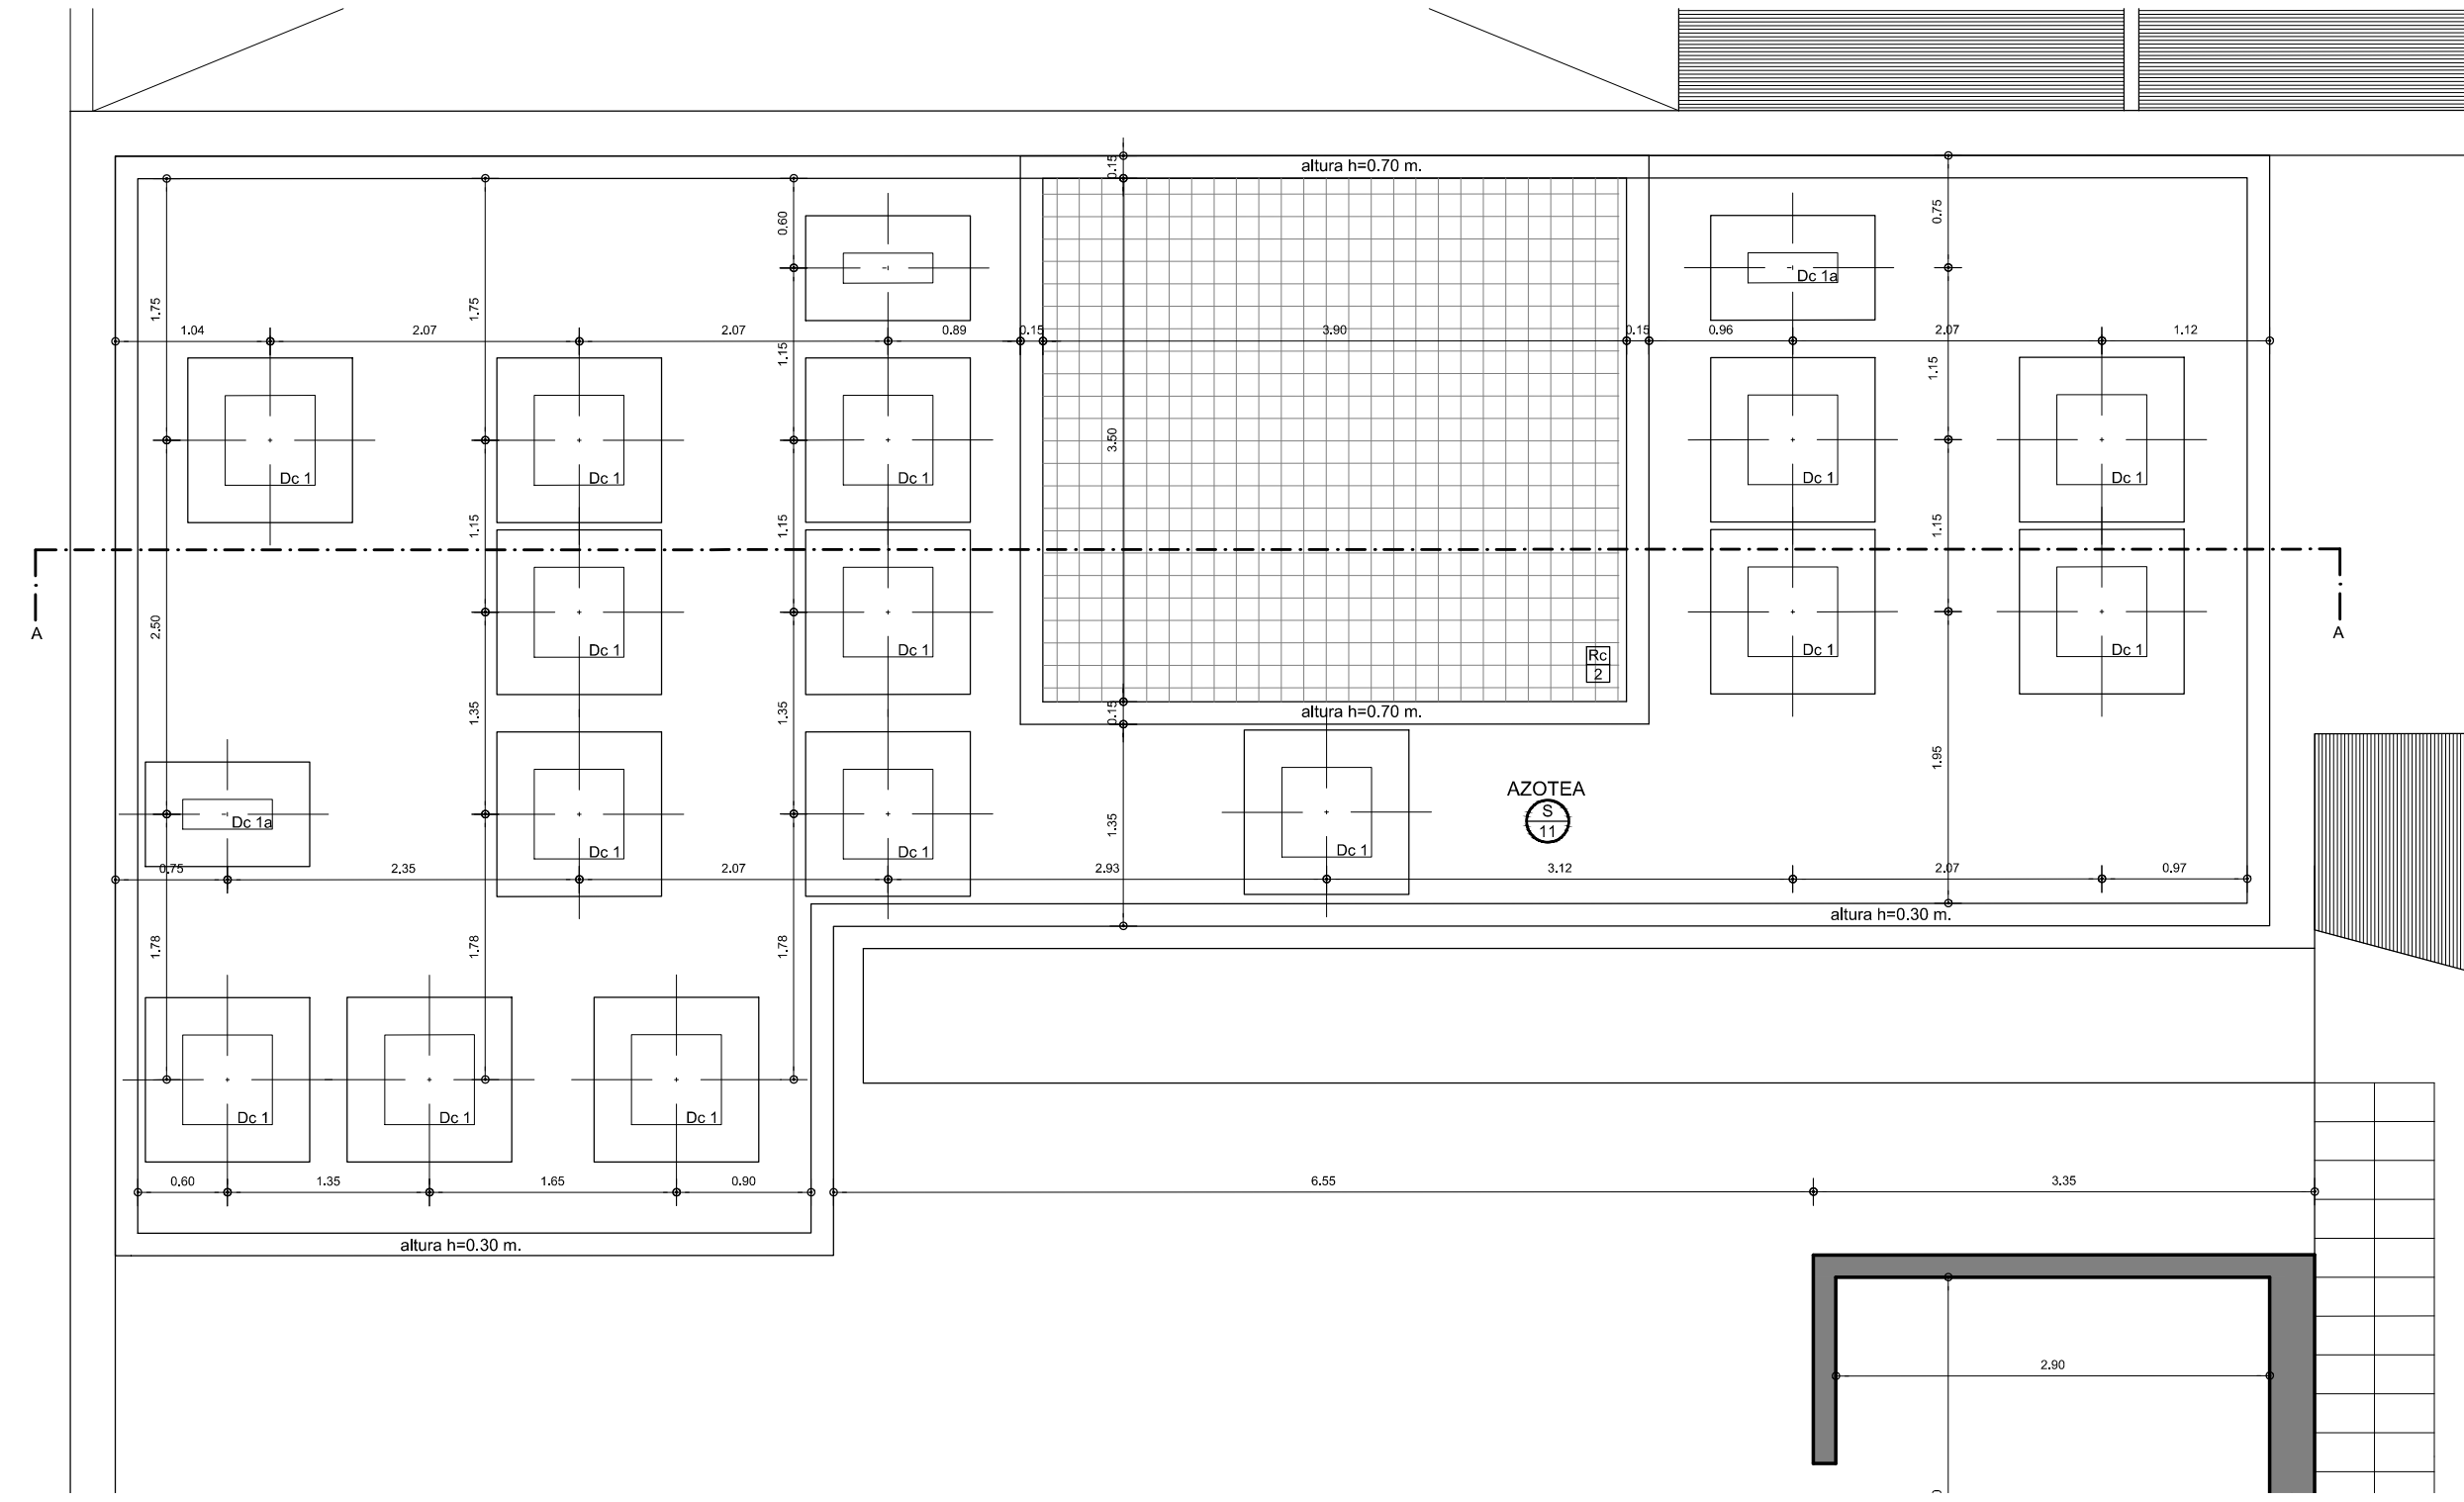 altura h=0.70 m.
0.15
0.60
0.75
Dc 1a
1.75
1.75
1.04
2.07
2.07
0.89
0.15
3.90
0.15
0.96
2.07
1.12
1.15
1.15
3.50
Dc 1
Dc 1
Dc 1
Dc 1
Dc 1
1.15
1.15
1.15
A
A
2.50
Dc 1
Dc 1
Rc
2
Dc 1
Dc 1
1.35
1.35
0.15
altura h=0.70 m.
1.95
AZOTEA
S
11
Dc 1a
1.35
Dc 1
Dc 1
Dc 1
0.75
2.35
2.07
2.93
3.12
2.07
0.97
altura h=0.30 m.
1.78
1.78
1.78
Dc 1
Dc 1
Dc 1
0.60
1.35
1.65
0.90
6.55
3.35
altura h=0.30 m.
2.90